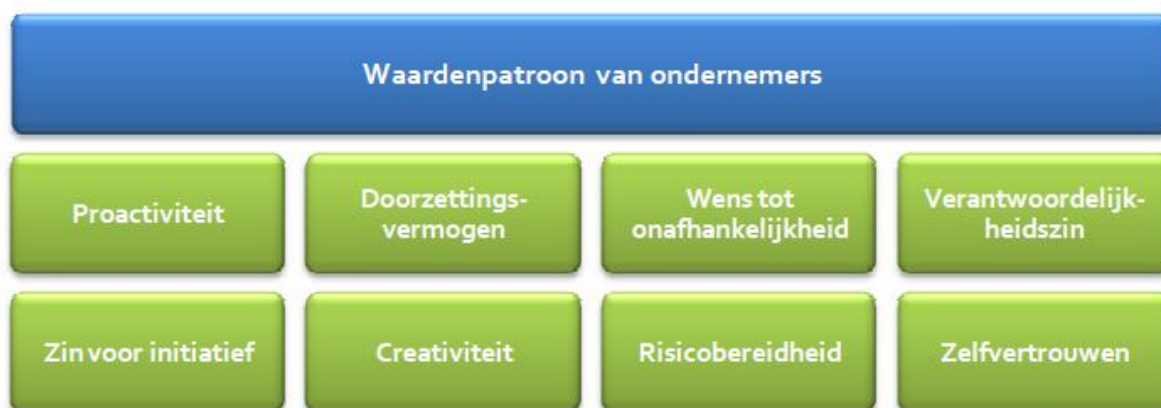 Waardenpatroon van ondernemers
Proactiviteit
Doorzettings-
vermogen
Wens tot
onafhankelijkheid
Verantwoordelijk-
heidszin
Zin voor initiatief
Creativiteit
Risicobereidheid
Zelfvertrouwen